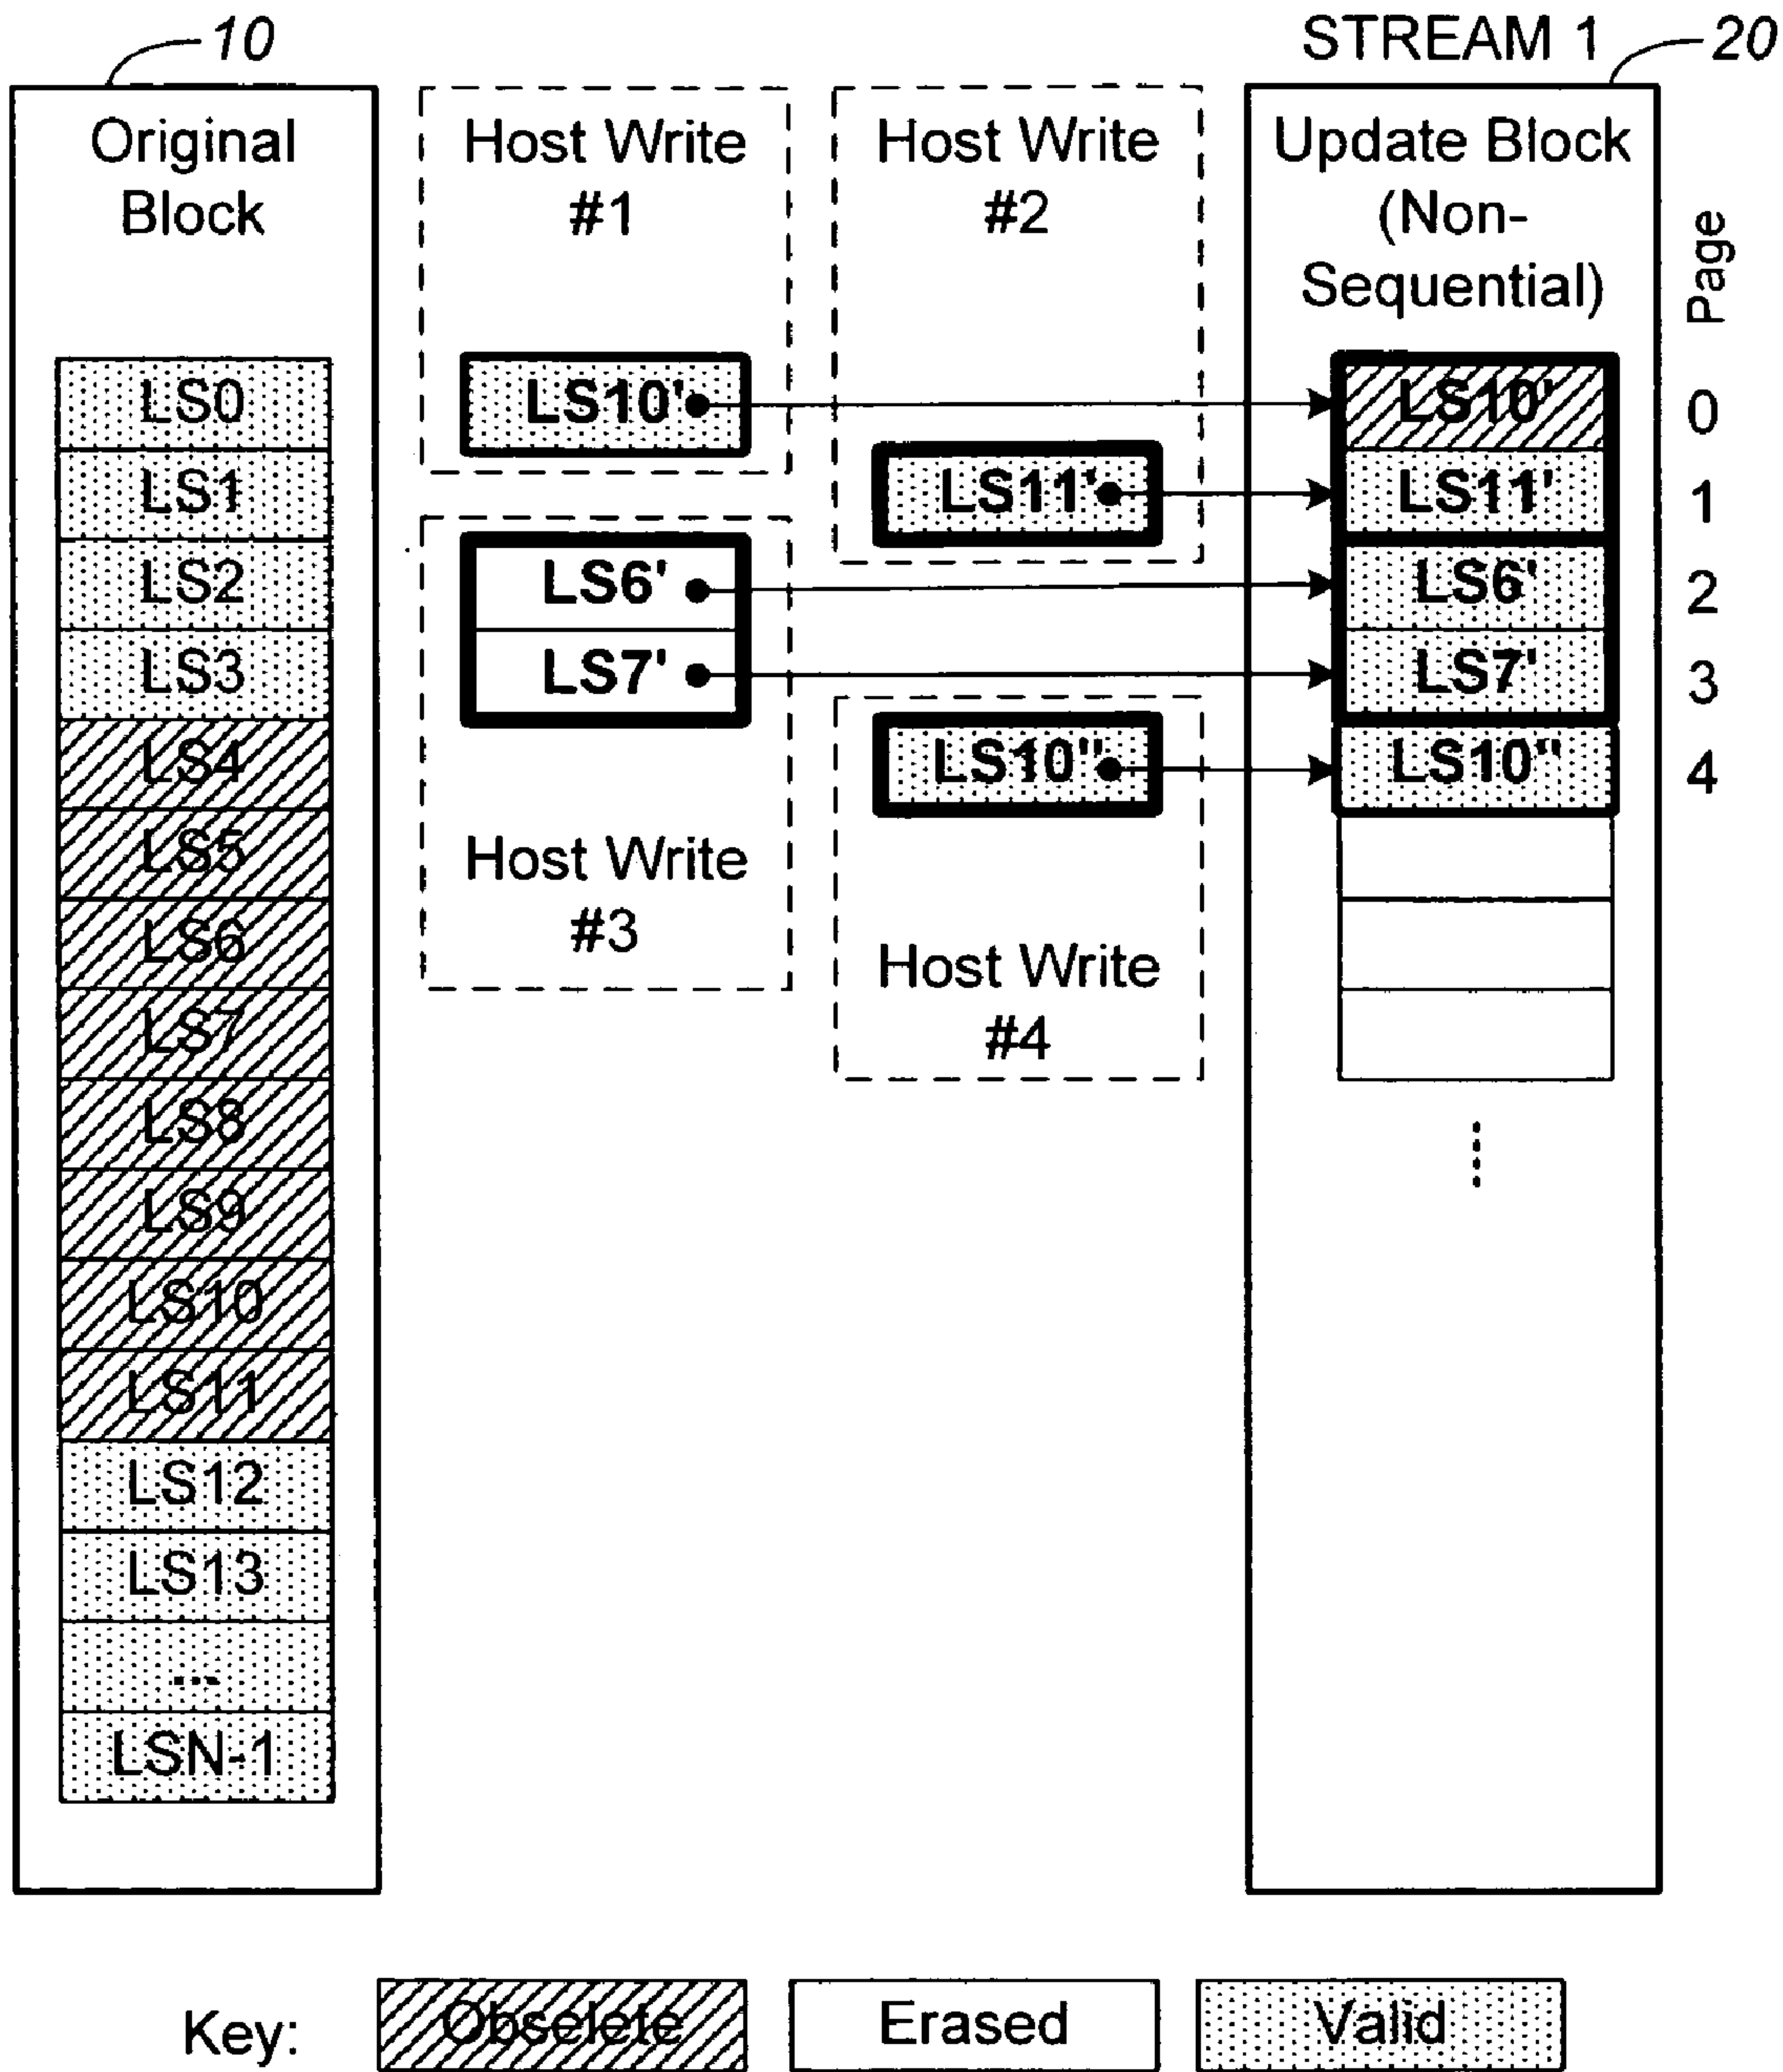 10
STREAM 1
20
Original
Block
Host Write
#1
Host Write
#2
Update Block
(Non-
Sequential)
Page
LS0
LS1
LS2
LS3
LS4
LS5
LS6
LS7
LS8
LS9
LS10
LS11
LS12
LS13
...
LSN-1
LS10'
LS11'
LS6'
LS7'
Host Write
#3
LS10"
Host Write
#4
LS10'
LS11'
LS6'
LS7'
LS10"
0
1
2
3
4
Key:
Obselete
Erased
Valid